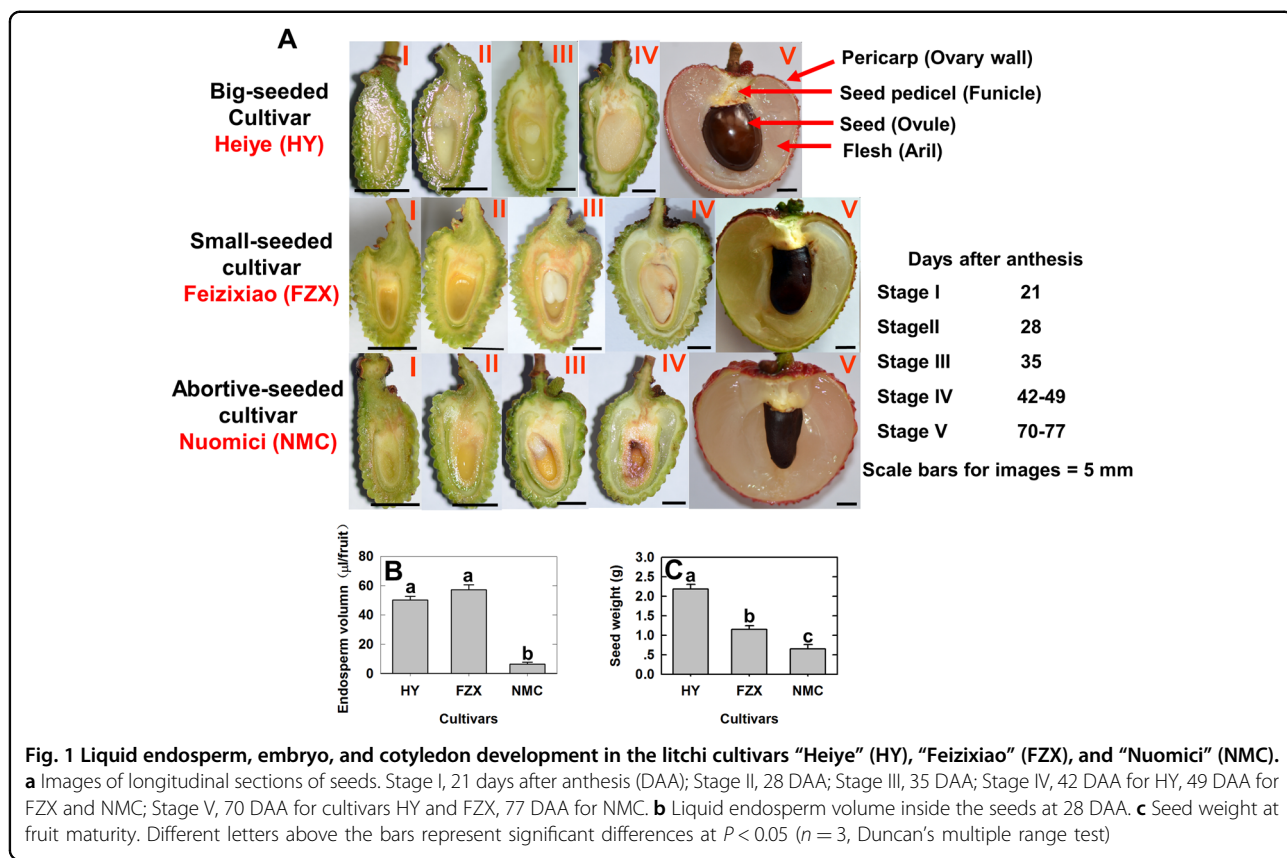 A
Big-seeded
Cultivar
Heiye (HY)
I
II
III
IV
V
Pericarp (Ovary wall)
Seed pedicel (Funicle)
Seed (Ovule)
Flesh (Aril)
Small-seeded
cultivar
Feizixiao (FZX)
I
II
III
IV
V
Abortive-seeded
cultivar
Nuomici (NMC)
I
II
III
IV
V
Days after anthesis
Stage I 21
StageII 28
Stage III 35
Stage IV 42-49
Stage V 70-77
Scale bars for images = 5 mm
B
Endosperm volumn (μl/fruit)
80
60
40
20
0
a
a
b
HY FZX NMC
Cultivars
C
Seed weight (g)
3.0
2.5
2.0
1.5
1.0
.5
.0
a
b
c
HY FZX NMC
Cultivars
Fig. 1 Liquid endosperm, embryo, and cotyledon development in the litchi cultivars “Heiye” (HY), “Feizixiao” (FZX), and “Nuomici” (NMC).
a Images of longitudinal sections of seeds. Stage I, 21 days after anthesis (DAA); Stage II, 28 DAA; Stage III, 35 DAA; Stage IV, 42 DAA for HY, 49 DAA for
FZX and NMC; Stage V, 70 DAA for cultivars HY and FZX, 77 DAA for NMC. b Liquid endosperm volume inside the seeds at 28 DAA. c Seed weight at
fruit maturity. Different letters above the bars represent significant differences at P < 0.05 (n = 3, Duncan’s multiple range test)